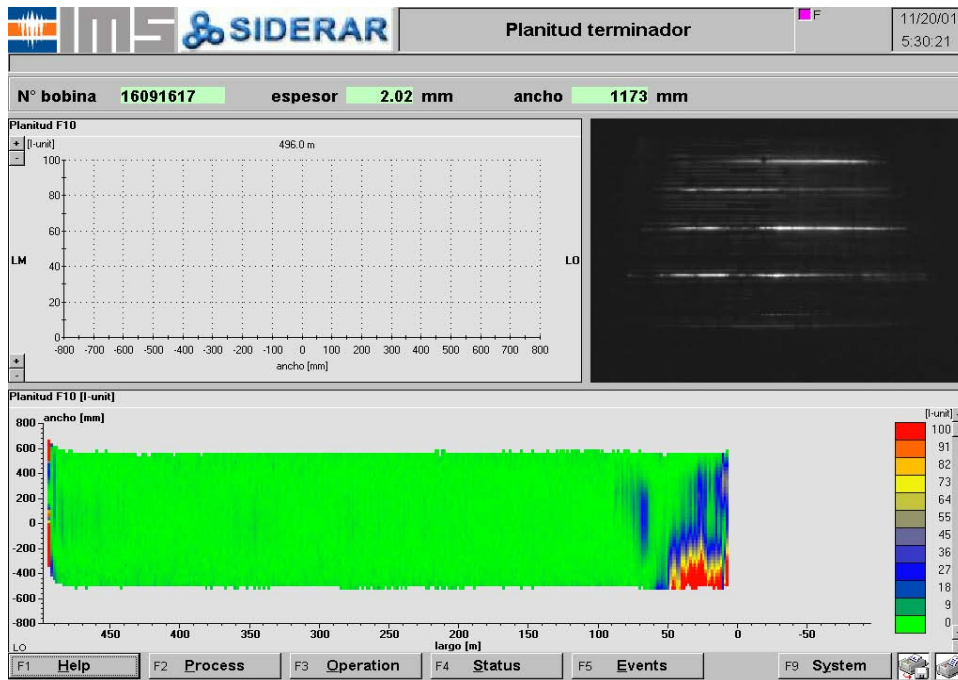 IMS SIDERAR Planitud terminador F 11/20/01
5:30:21
N° bobina 16091617 espesor 2.02 mm ancho 1173 mm
Planitud F10
+ [I-unit] 496.0 m
-
100
80
60
LM 40 LO
20
0
-800 -700 -600 -500 -400 -300 -200 -100 0 100 200 300 400 500 600 700 800
+ ancho [mm]
-
Planitud F10 [I-unit]
800 ancho [mm] [I-unit]
600
400
200
0
-200
-400
-600
-800
100
91
82
73
64
55
45
36
27
18
9
0
450 400 350 300 250 200 150 100 50 0 -50
LO largo [m]
F1 Help F2 Process F3 Operation F4 Status F5 Events F9 System